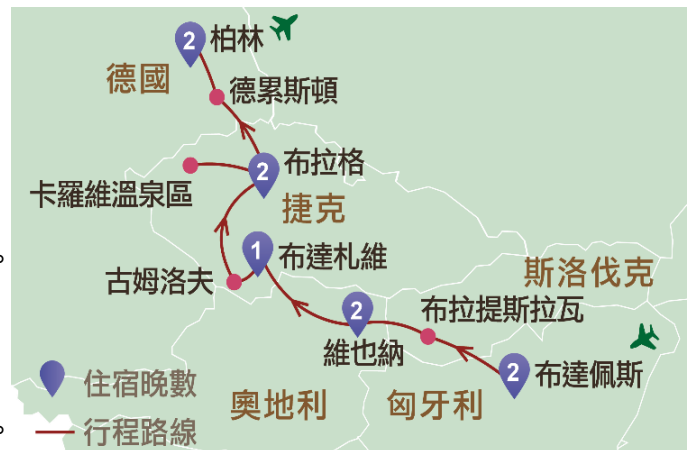 2 柏林
德國
德累斯頓
2 布拉格
卡羅維溫泉區
捷克
1 布達札維
古姆洛夫
斯洛伐克
2
布拉提斯拉瓦
維也納
2 布達佩斯
住宿晚數
奧地利
匈牙利
行程路線
。
。